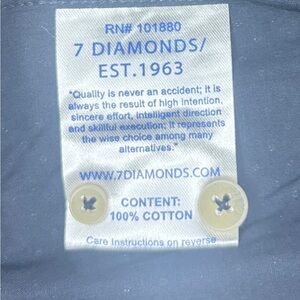 RN# 101880
7 DIAMONDS/
EST.1963
"Quality is never an accident; it is
always the result of high intention,
sincere effort, intelligent direction
and skillful execution; it represents
the wise choice among many
alternatives."
WWW.7DIAMONDS.COM
CONTENT:
100% COTTON
Care Instructions on reverse